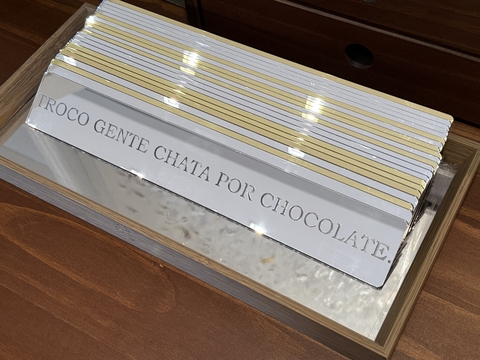 TROCO GENTE CHATA POR CHOCOLATE.